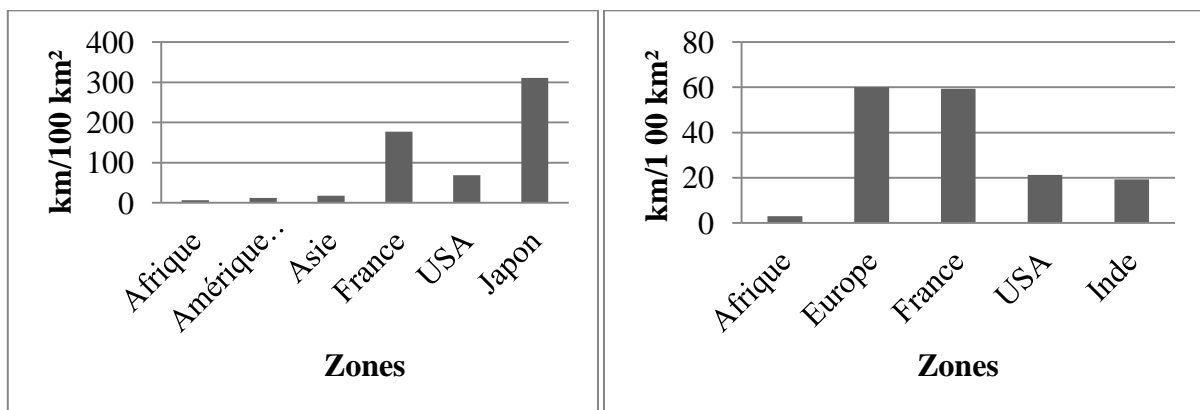 km/100 km²
400
300
200
100
0
Afrique
Amérique..
Asie
France
USA
Japon
Zones
km/1 00 km²
80
60
40
20
0
Afrique
Europe
France
USA
Inde
Zones